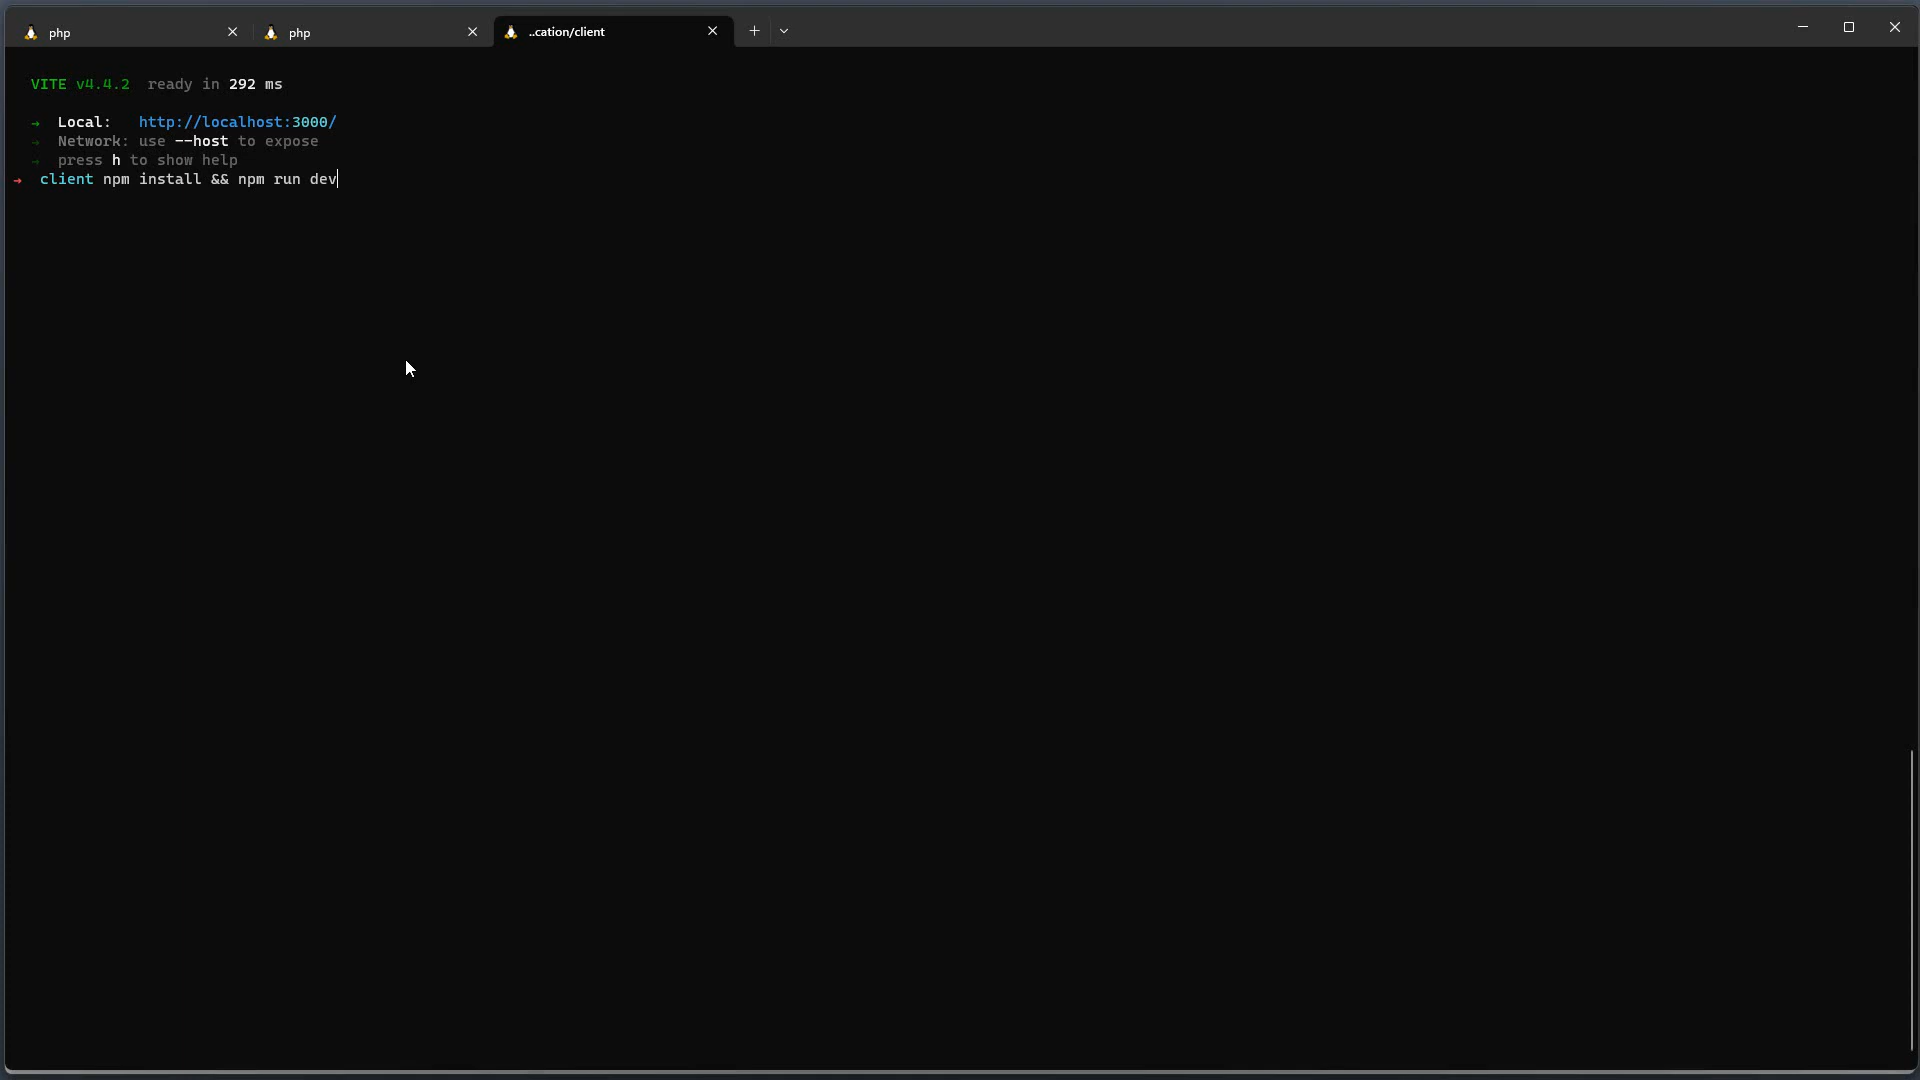 php
php
..cation/client
VITE v4.4.2 ready in 292 ms
➜ Local: http://localhost:3000/
➜ Network: use --host to expose
➜ press h to show help
➜ client npm install && npm run dev